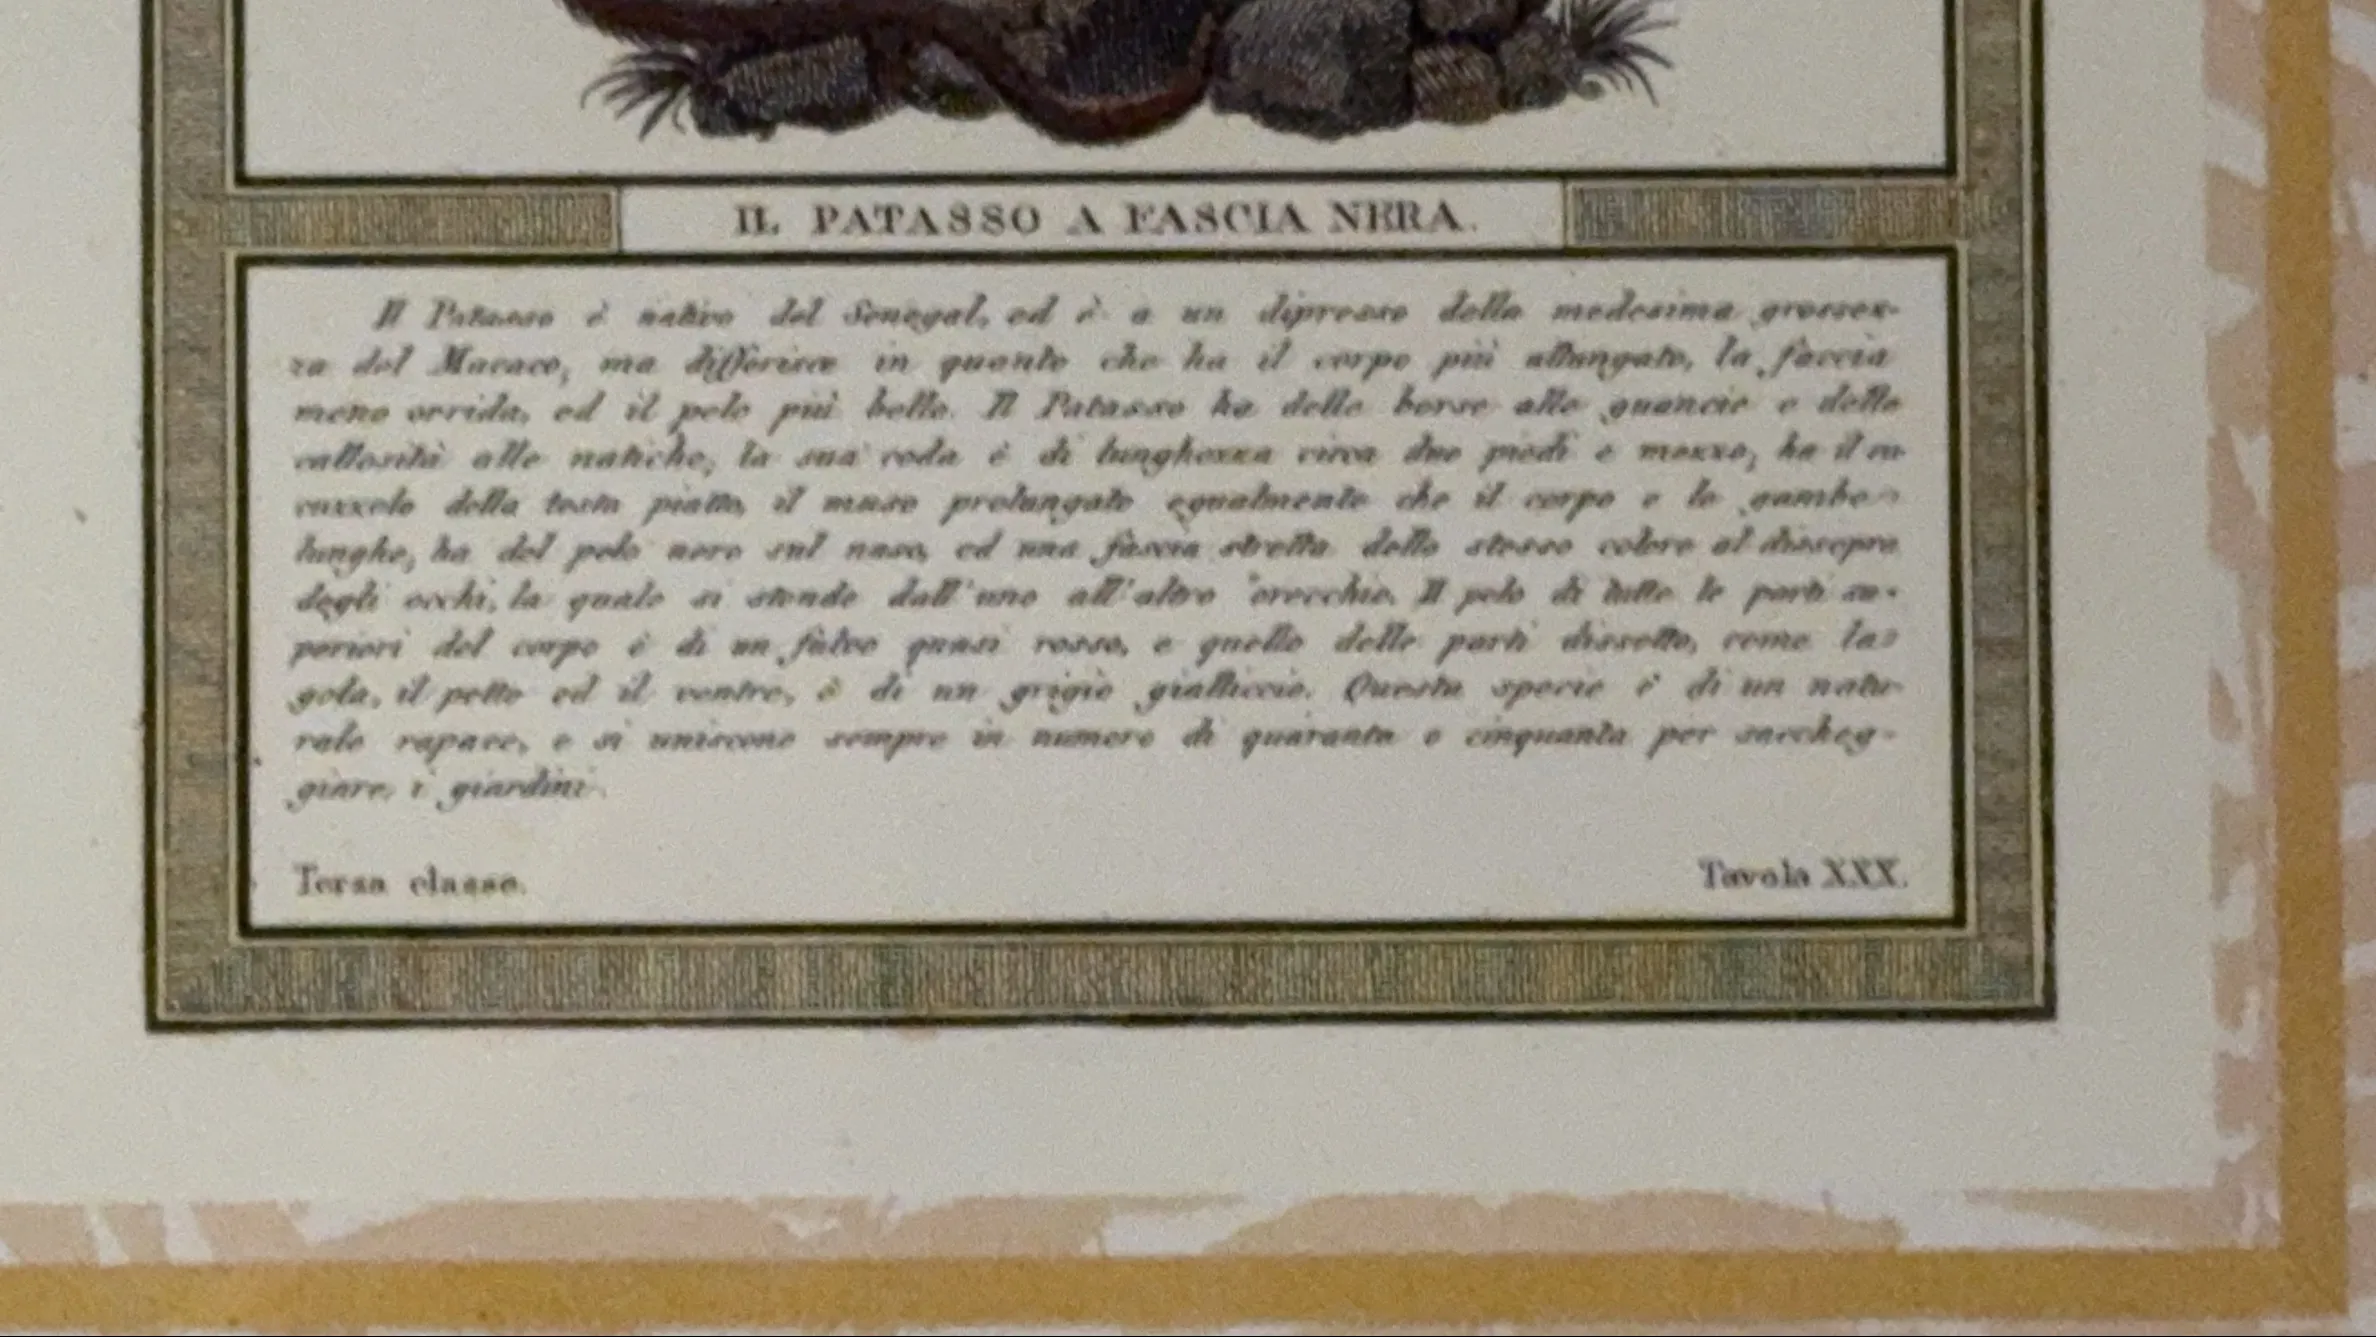 IL PATASSO A FASCIA NERA.
Il Patasso è nativo del Senegal, ed è a un dipresso della medesima grossez-
za del Macaco, ma differisce in quanto che ha il corpo più allungato, la faccia
meno orrida, ed il pelo più bello. Il Patasso ha delle borse alle guancie e delle
callosità alle natiche, la sua coda è di lunghezza circa due piedi e mezzo, ha il cu-
cuzzolo della testa piatto, il muso prolungato egualmente che il corpo e le gambe
lunghe, ha del pelo nero sul naso, ed una fascia stretta dello stesso colore al dissopra
degli occhi, la quale si stende dall'uno all'altro orecchio. Il pelo di tutte le parti su-
periori del corpo è di un fulvo quasi rosso, e quello delle parti dissotto, come la
gola, il petto ed il ventre, è di un grigio gialliccio. Questa specie è di un natu-
rale rapace, e si uniscono sempre in numero di quaranta o cinquanta per saccheg-
giare i giardini.
Terza classe.
Tavola XXX.